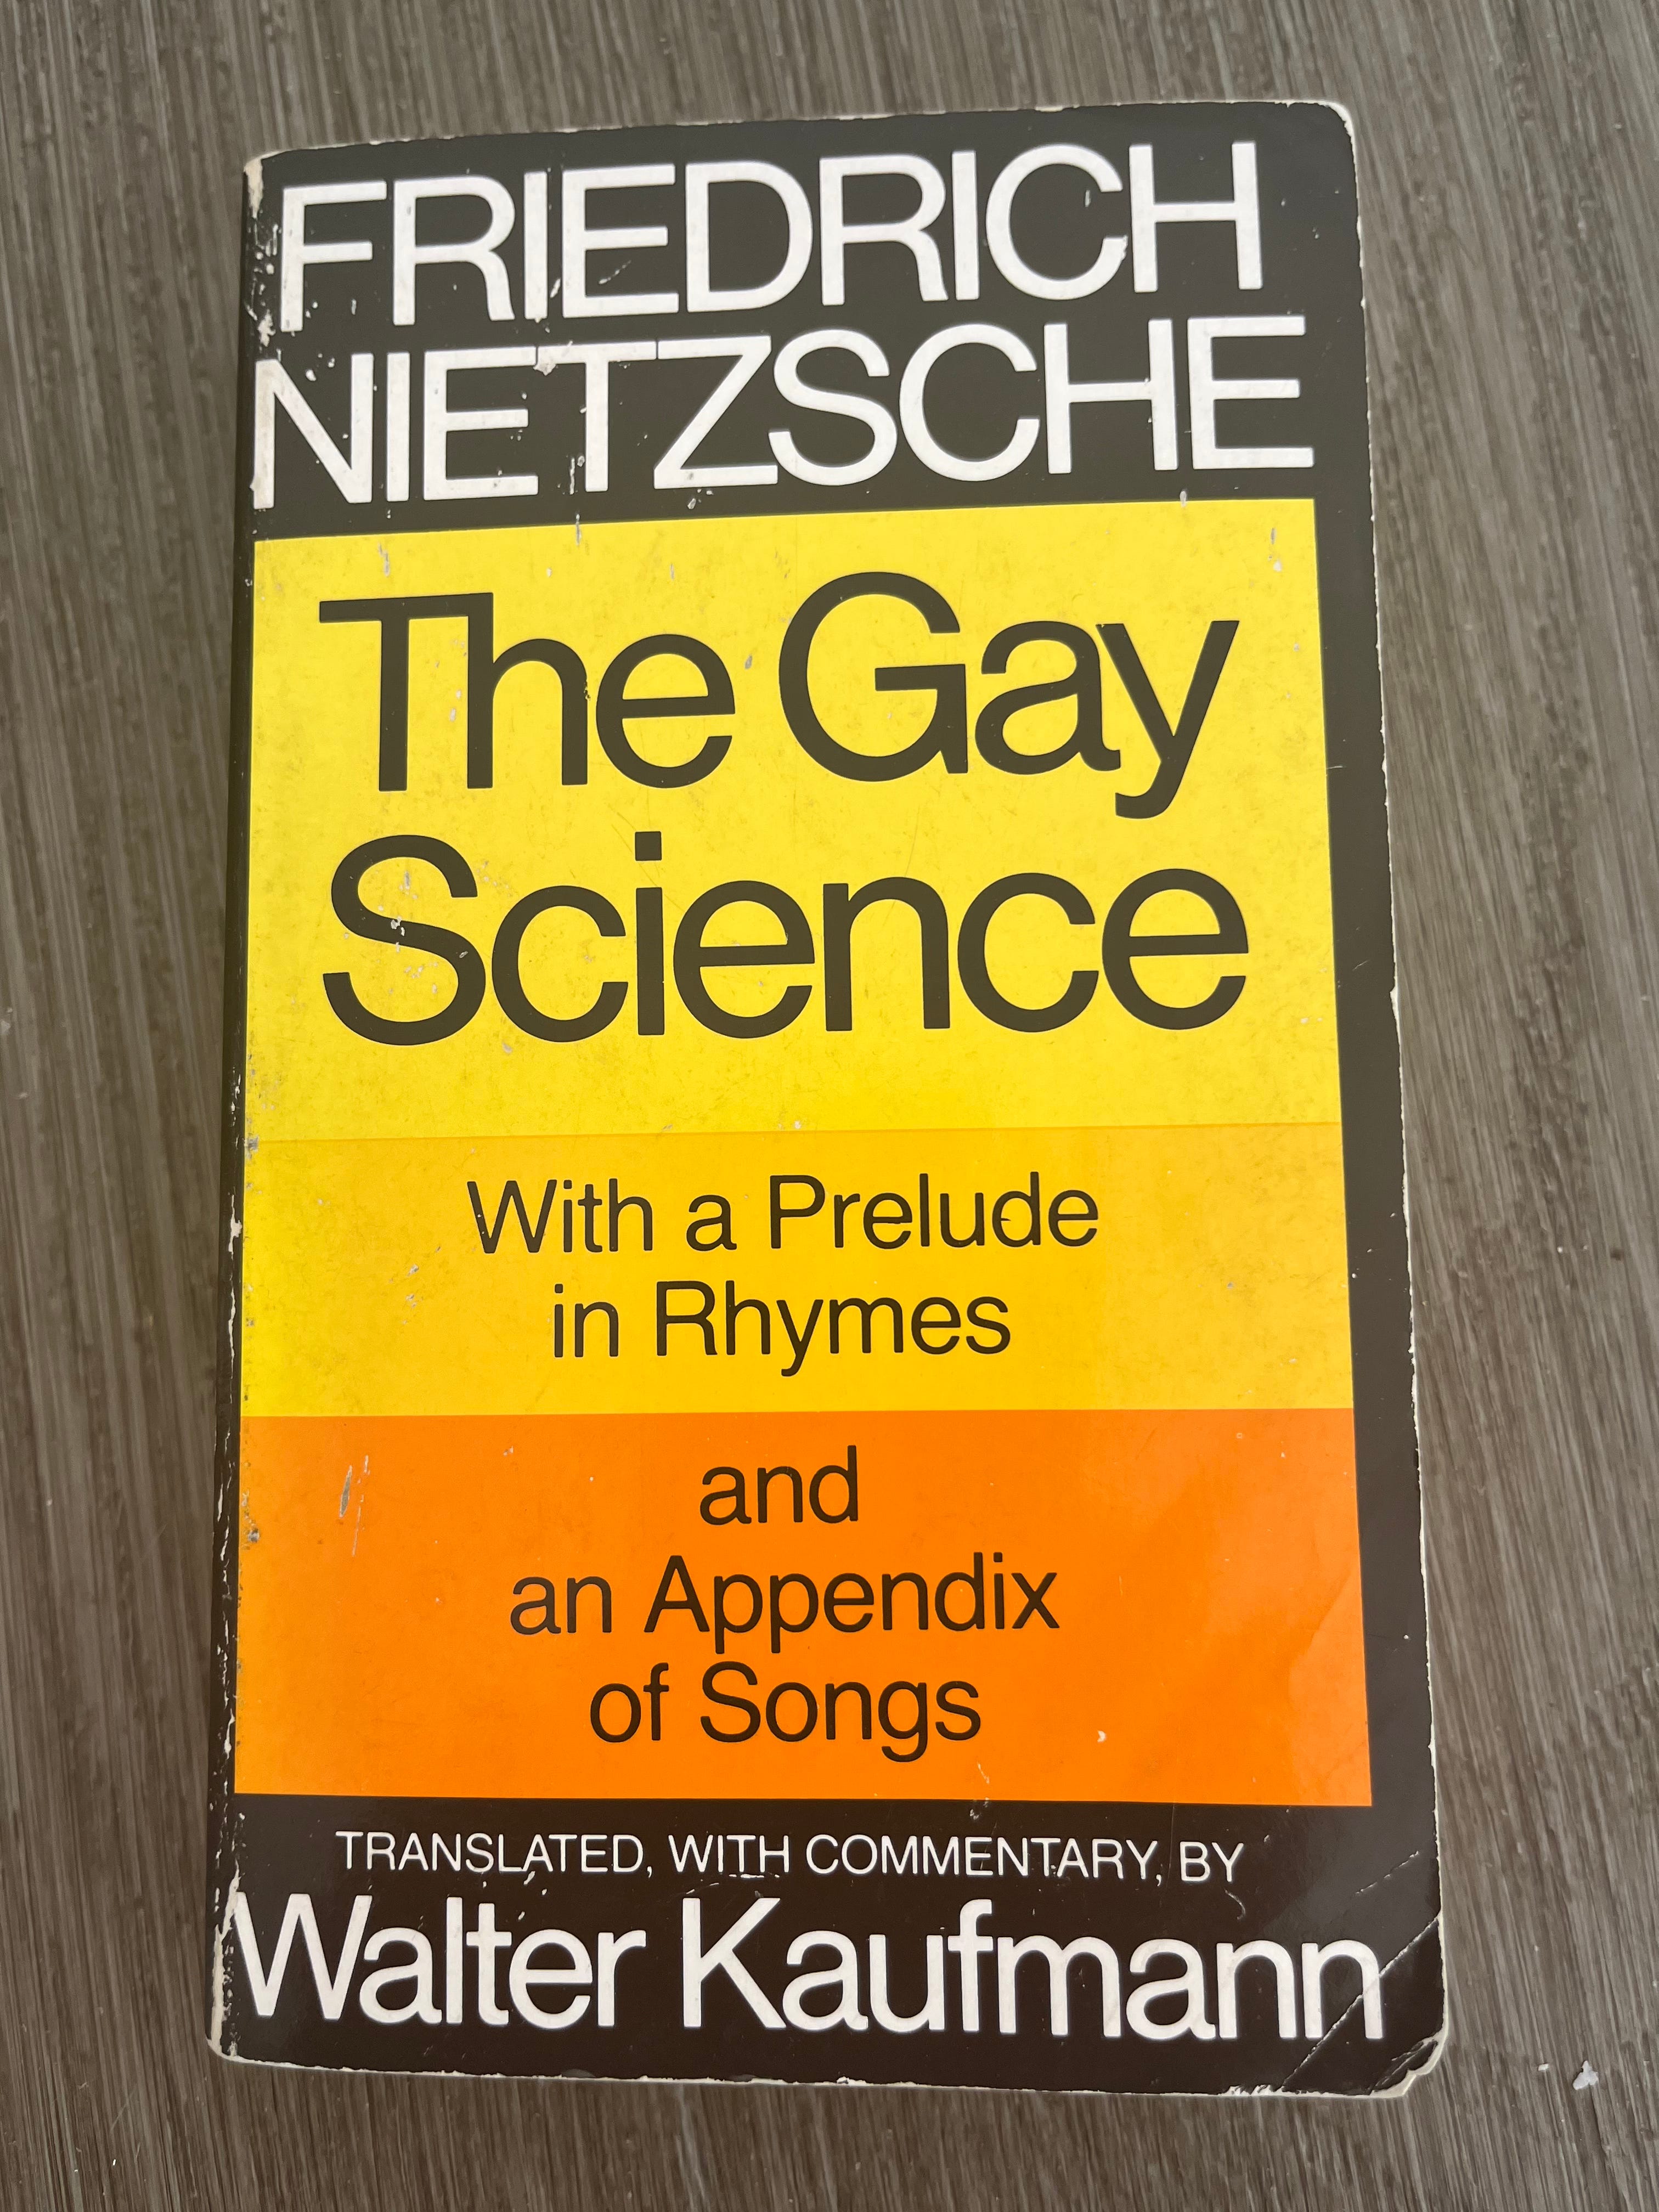 FRIEDRICH
NIETZSCHE
The Gay
Science
With a Prelude
in Rhymes
and
an Appendix
of Songs
TRANSLATED, WITH COMMENTARY, BY
Walter Kaufmann